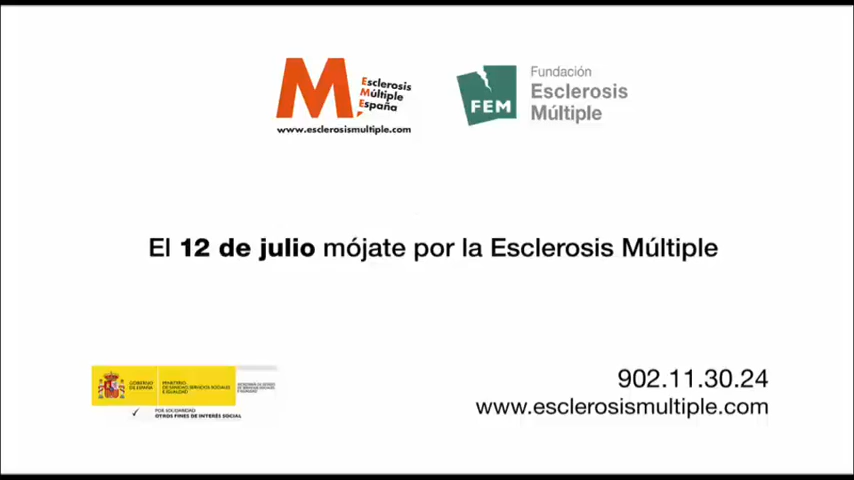 M
Esclerosis
Múltiple
España
www.esclerosismultiple.com
FEM
Fundación
Esclerosis
Múltiple
El 12 de julio mójate por la Esclerosis Múltiple
GOBIERNO
DE ESPAÑA
MINISTERIO
DE SANIDAD, SERVICIOS SOCIALES
E IGUALDAD
POR SOLIDARIDAD
OTROS FINES DE INTERÉS SOCIAL
902.11.30.24
www.esclerosismultiple.com